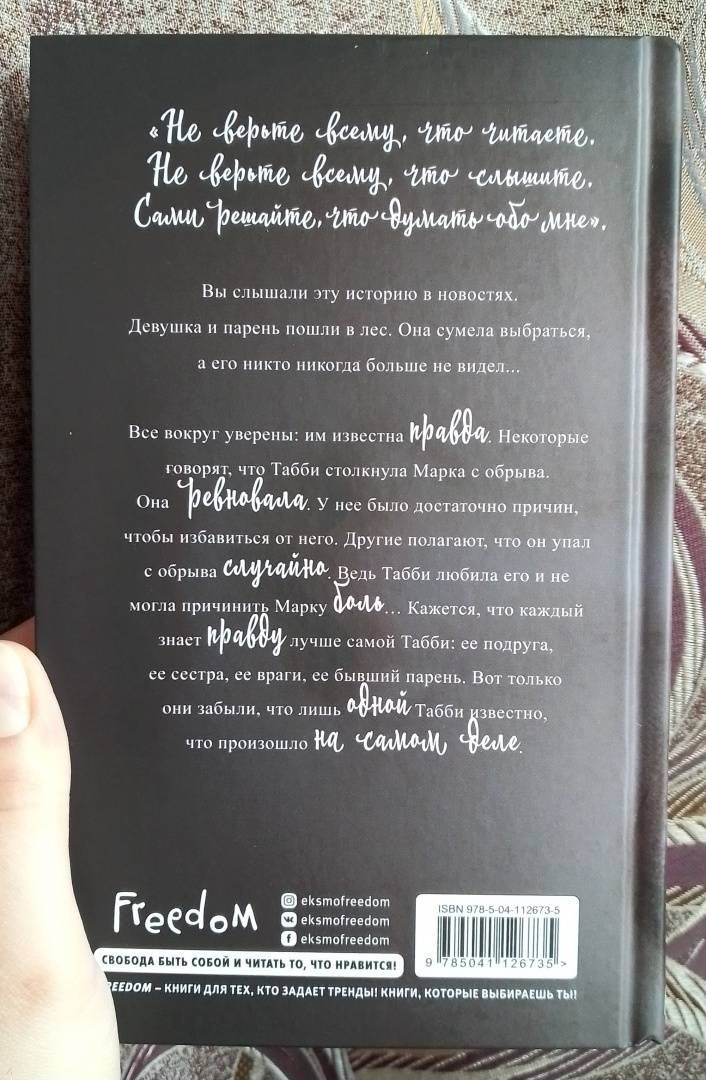 «Не верьте всему, что читаете.
Не верьте всему, что слышите.
Сами решайте, что думать обо мне».
Вы слышали эту историю в новостях.
Девушка и парень пошли в лес. Она сумела выбраться,
а его никто никогда больше не видел...
Все вокруг уверены: им известна правда. Некоторые
говорят, что Табби столкнула Марка с обрыва.
Она ревновала. У нее было достаточно причин,
чтобы избавиться от него. Другие полагают, что он упал
с обрыва случайно. Ведь Табби любила его и не
могла причинить Марку боль... Кажется, что каждый
знает правду лучше самой Табби: ее подруга,
ее сестра, ее враги, ее бывший парень. Вот только
они забыли, что лишь одной Табби известно,
что произошло на самом деле.
Freedom
eksmofreedom
eksmofreedom
eksmofreedom
СВОБОДА БЫТЬ СОБОЙ И ЧИТАТЬ ТО, ЧТО НРАВИТСЯ!
FREEDOM – КНИГИ ДЛЯ ТЕХ, КТО ЗАДАЕТ ТРЕНДЫ! КНИГИ, КОТОРЫЕ ВЫБИРАЕШЬ ТЫ!
ISBN 978-5-04-112673-5
9 785041 126735 >